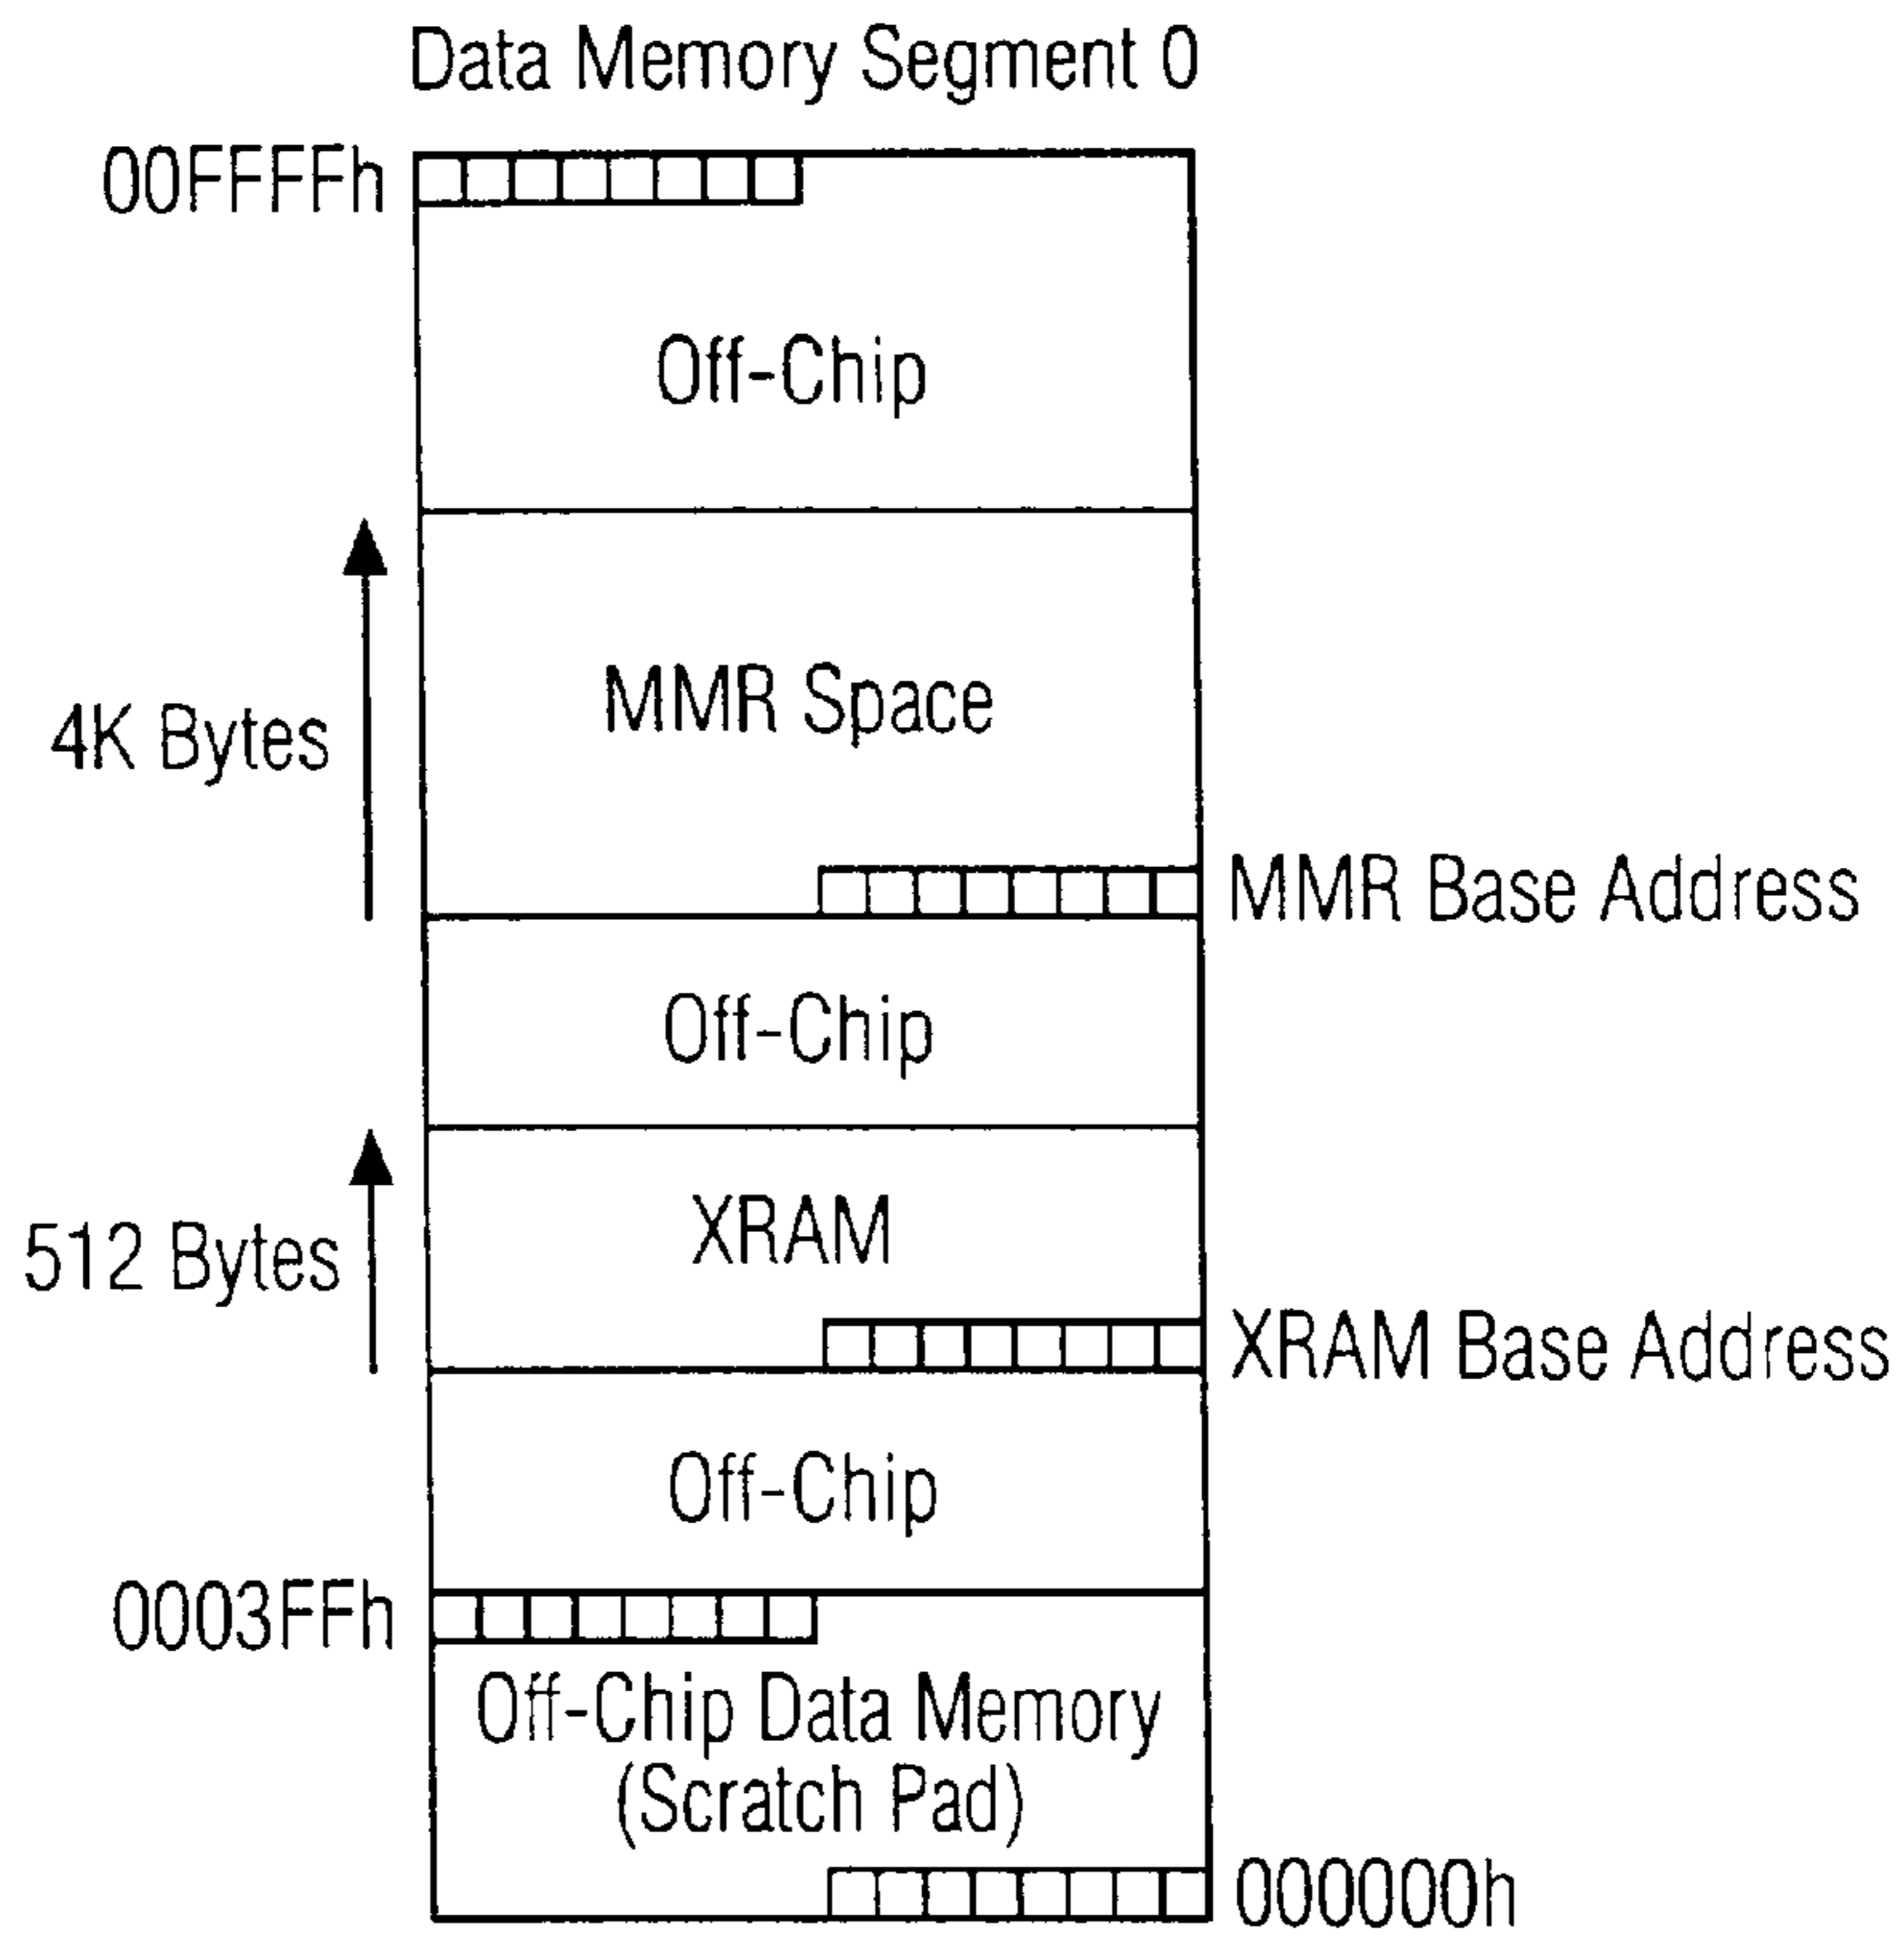 Data Memory Segment 0
00FFFFh
Off-Chip
MMR Space
4K Bytes
MMR Base Address
Off-Chip
XRAM
512 Bytes
XRAM Base Address
Off-Chip
0003FFh
Off-Chip Data Memory
(Scratch Pad)
000000h